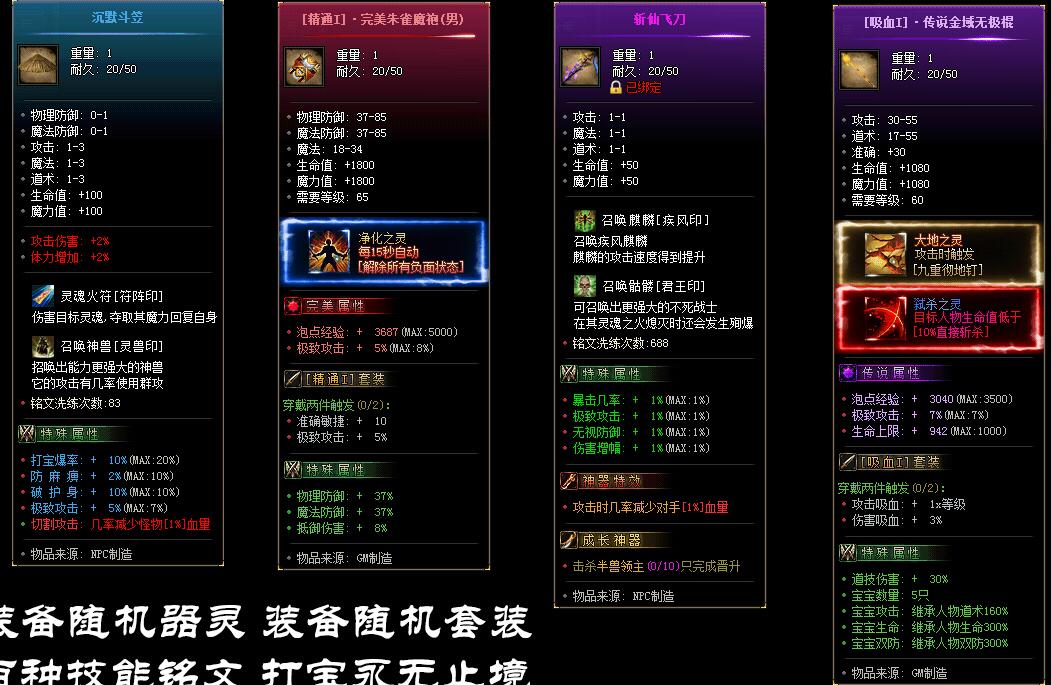 沉默斗笠
重量: 1
耐久: 20/50
物理防御: 0-1
魔法防御: 0-1
攻击: 1-3
魔法: 1-3
道术: 1-3
生命值: +100
魔力值: +100
攻击伤害: +2%
体力增加: +2%
灵魂火符[符阵印]
伤害目标灵魂,夺取其魔力回复自身
召唤神兽[灵兽印]
招唤出能力更强大的神兽
它的攻击有几率使用群攻
铭文洗练次数:83
特殊属性
打宝爆率: + 10%(MAX:20%)
防 麻 痹: + 2%(MAX:10%)
破 护 身: + 10%(MAX:10%)
极致攻击: + 5%(MAX:7%)
切割攻击: 几率减少怪物[1%]血量
物品来源: NPC制造
[精通I]·完美朱雀魔袍(男)
重量: 1
耐久: 20/50
物理防御: 37-85
魔法防御: 37-85
魔法: 18-34
生命值: +1800
魔力值: +1800
需要等级: 65
净化之灵
每15秒自动
[解除所有负面状态]
完美属性
泡点经验: + 3687(MAX:5000)
极致攻击: + 5%(MAX:8%)
[精通I]套装
穿戴两件触发(0/2):
准确敏捷: + 10
极致攻击: + 5%
特殊属性
物理防御: + 37%
魔法防御: + 37%
抵御伤害: + 8%
物品来源: GM制造
斩仙飞刀
重量: 1
耐久: 20/50
已绑定
攻击: 1-1
魔法: 1-1
道术: 1-1
生命值: +50
魔力值: +50
召唤麒麟[疾风印]
召唤疾风麒麟
麒麟的攻击速度得到提升
召唤骷髅[君王印]
可召唤出更强大的不死战士
在其灵魂之火熄灭时还会发生殉爆
铭文洗练次数:688
特殊属性
暴击几率: + 1%(MAX:1%)
极致攻击: + 1%(MAX:1%)
无视防御: + 1%(MAX:1%)
伤害增幅: + 1%(MAX:1%)
神器特效
攻击时几率减少对手[1%]血量
成长神器
击杀半兽领主(0/10)只完成晋升
物品来源: NPC制造
[吸血I]·传说金域无极棍
重量: 1
耐久: 20/50
攻击: 30-55
道术: 17-55
准确: +30
生命值: +1080
魔力值: +1080
需要等级: 60
大地之灵
攻击时触发
[九重彻地钉]
弑杀之灵
目标人物生命值低于
[10%直接斩杀]
传说属性
泡点经验: + 3040(MAX:3500)
极致攻击: + 7%(MAX:7%)
生命上限: + 942(MAX:1000)
[吸血I]套装
穿戴两件触发(0/2):
攻击吸血: + 1x等级
伤害吸血: + 3%
特殊属性
道技伤害: + 30%
宝宝数量: 5只
宝宝攻击: 继承人物道术160%
宝宝生命: 继承人物生命300%
宝宝双防: 继承人物双防300%
物品来源: GM制造
装备随机器灵 装备随机套装
百种技能铭文 打宝永无止境